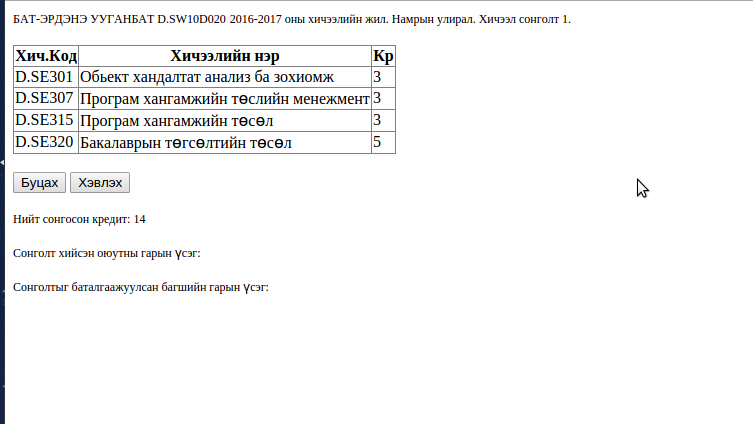 БАТ-ЭРДЭНЭ УУГАНБАТ D.SW10D020 2016-2017 оны хичээлийн жил. Намрын улирал. Хичээл сонголт 1.
Хич.Код Хичээлийн нэр Кр
D.SE301 Обьект хандалтат анализ ба зохиомж 3
D.SE307 Програм хангамжийн төслийн менежмент 3
D.SE315 Програм хангамжийн төсөл 3
D.SE320 Бакалаврын төгсөлтийн төсөл 5
Буцах Хэвлэх
Нийт сонгосон кредит: 14
Сонголт хийсэн оюутны гарын үсэг:
Сонголтыг баталгаажуулсан багшийн гарын үсэг: